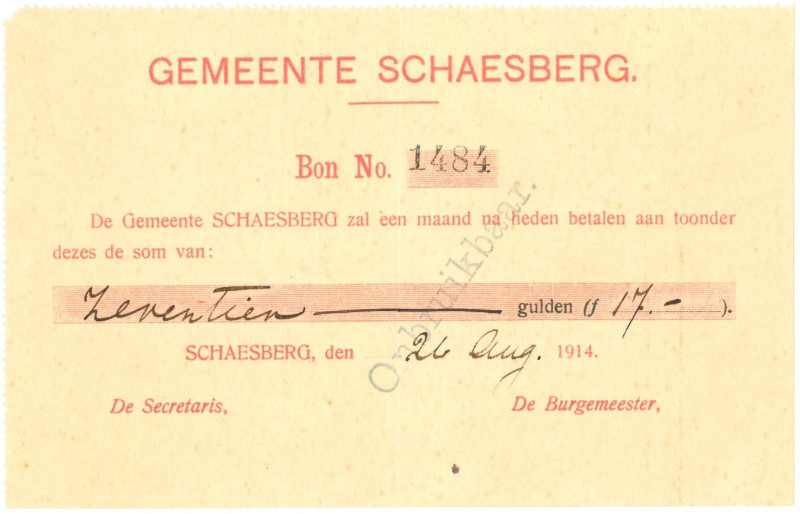 GEMEENTE SCHAESBERG.
Bon No. 1484
De Gemeente SCHAESBERG zal een maand na heden betalen aan toonder
dezes de som van:
Zeventien gulden (f 17.- ).
SCHAESBERG, den 26 Aug. 1914.
De Secretaris, De Burgemeester,
Onbruikbaar.